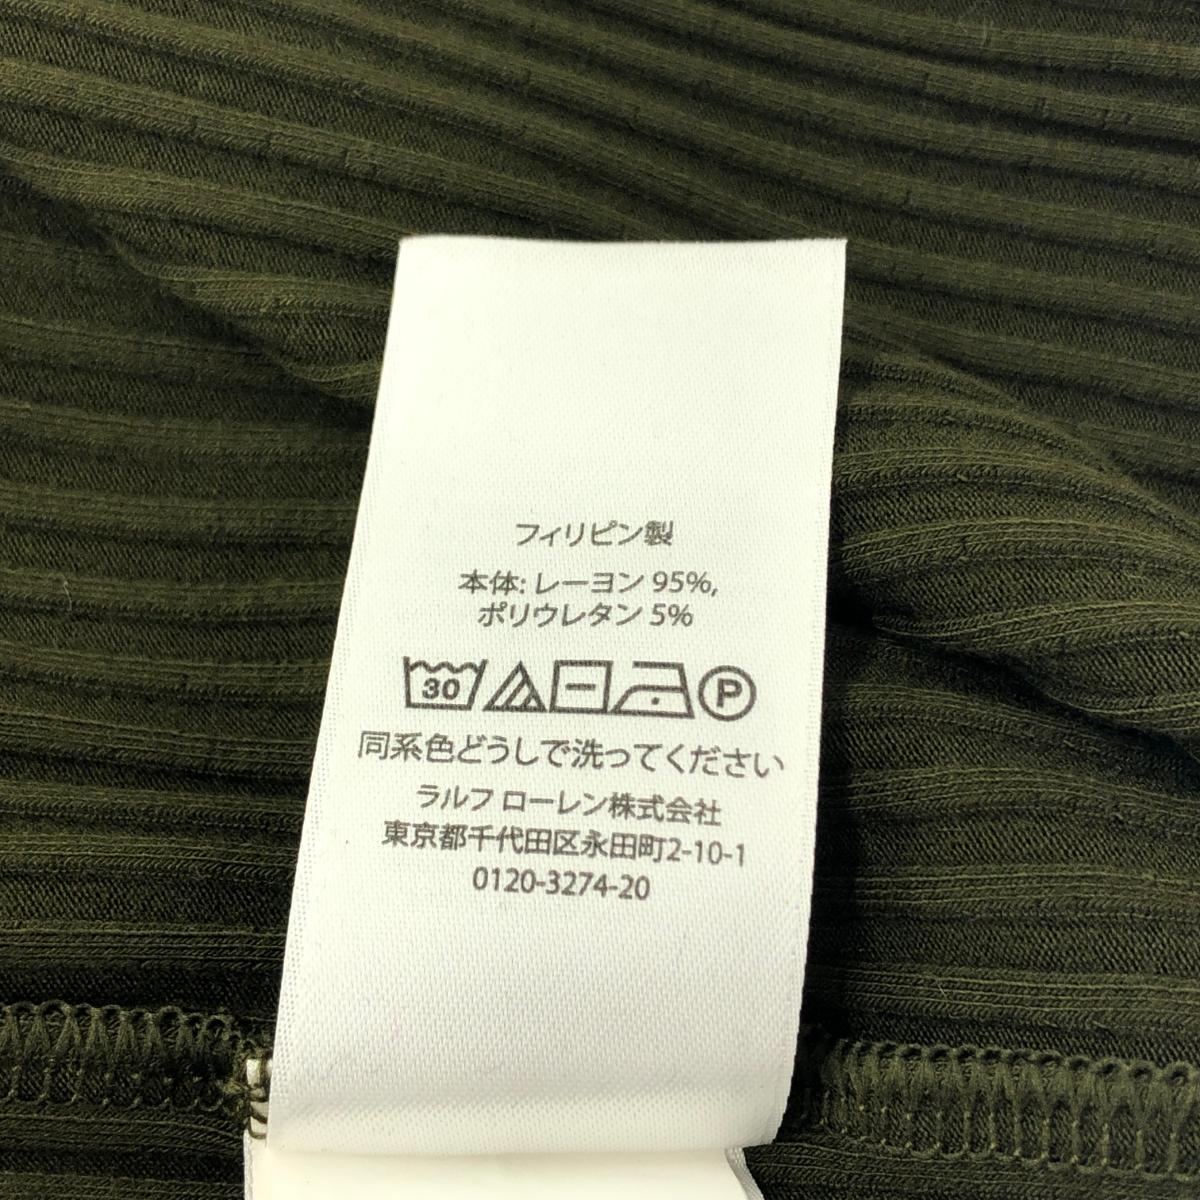 フィリピン製
本体: レーヨン 95%,
ポリウレタン 5%
30 P
同系色どうしで洗ってください
ラルフ ローレン株式会社
東京都千代田区永田町2-10-1
0120-3274-20